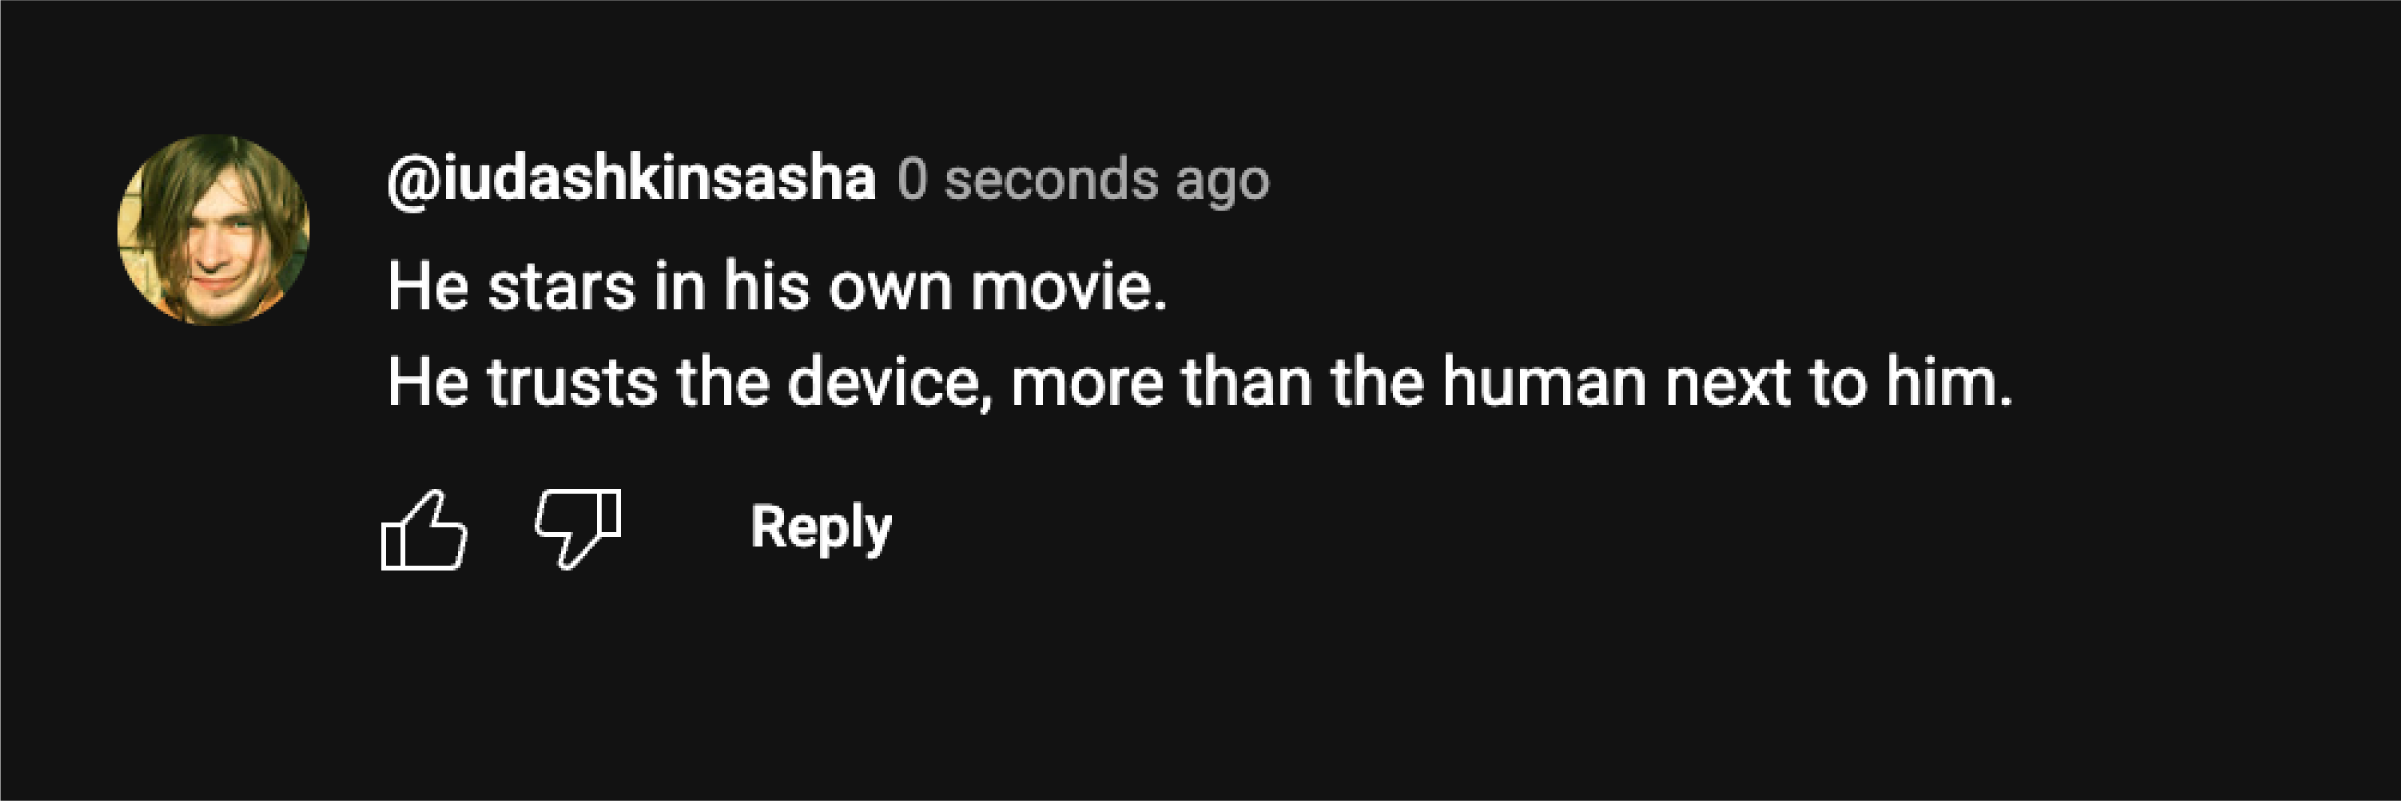 @iudashkinsasha 0 seconds ago
He stars in his own movie.
He trusts the device, more than the human next to him.
Reply